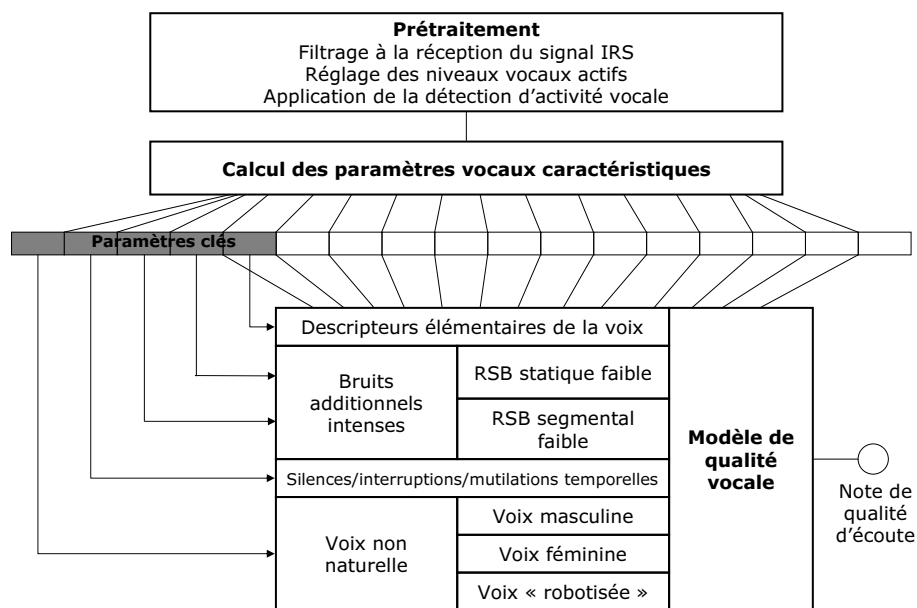 Prétraitement
Filtrage à la réception du signal IRS
Réglage des niveaux vocaux actifs
Application de la détection d’activité vocale
Calcul des paramètres vocaux caractéristiques
Paramètres clés
Descripteurs élémentaires de la voix
Bruits
additionnels
intenses
RSB statique faible
RSB segmental
faible
Silences/interruptions/mutilations temporelles
Voix non
naturelle
Voix masculine
Voix féminine
Voix « robotisée »
Modèle de
qualité
vocale
Note de
qualité
d’écoute